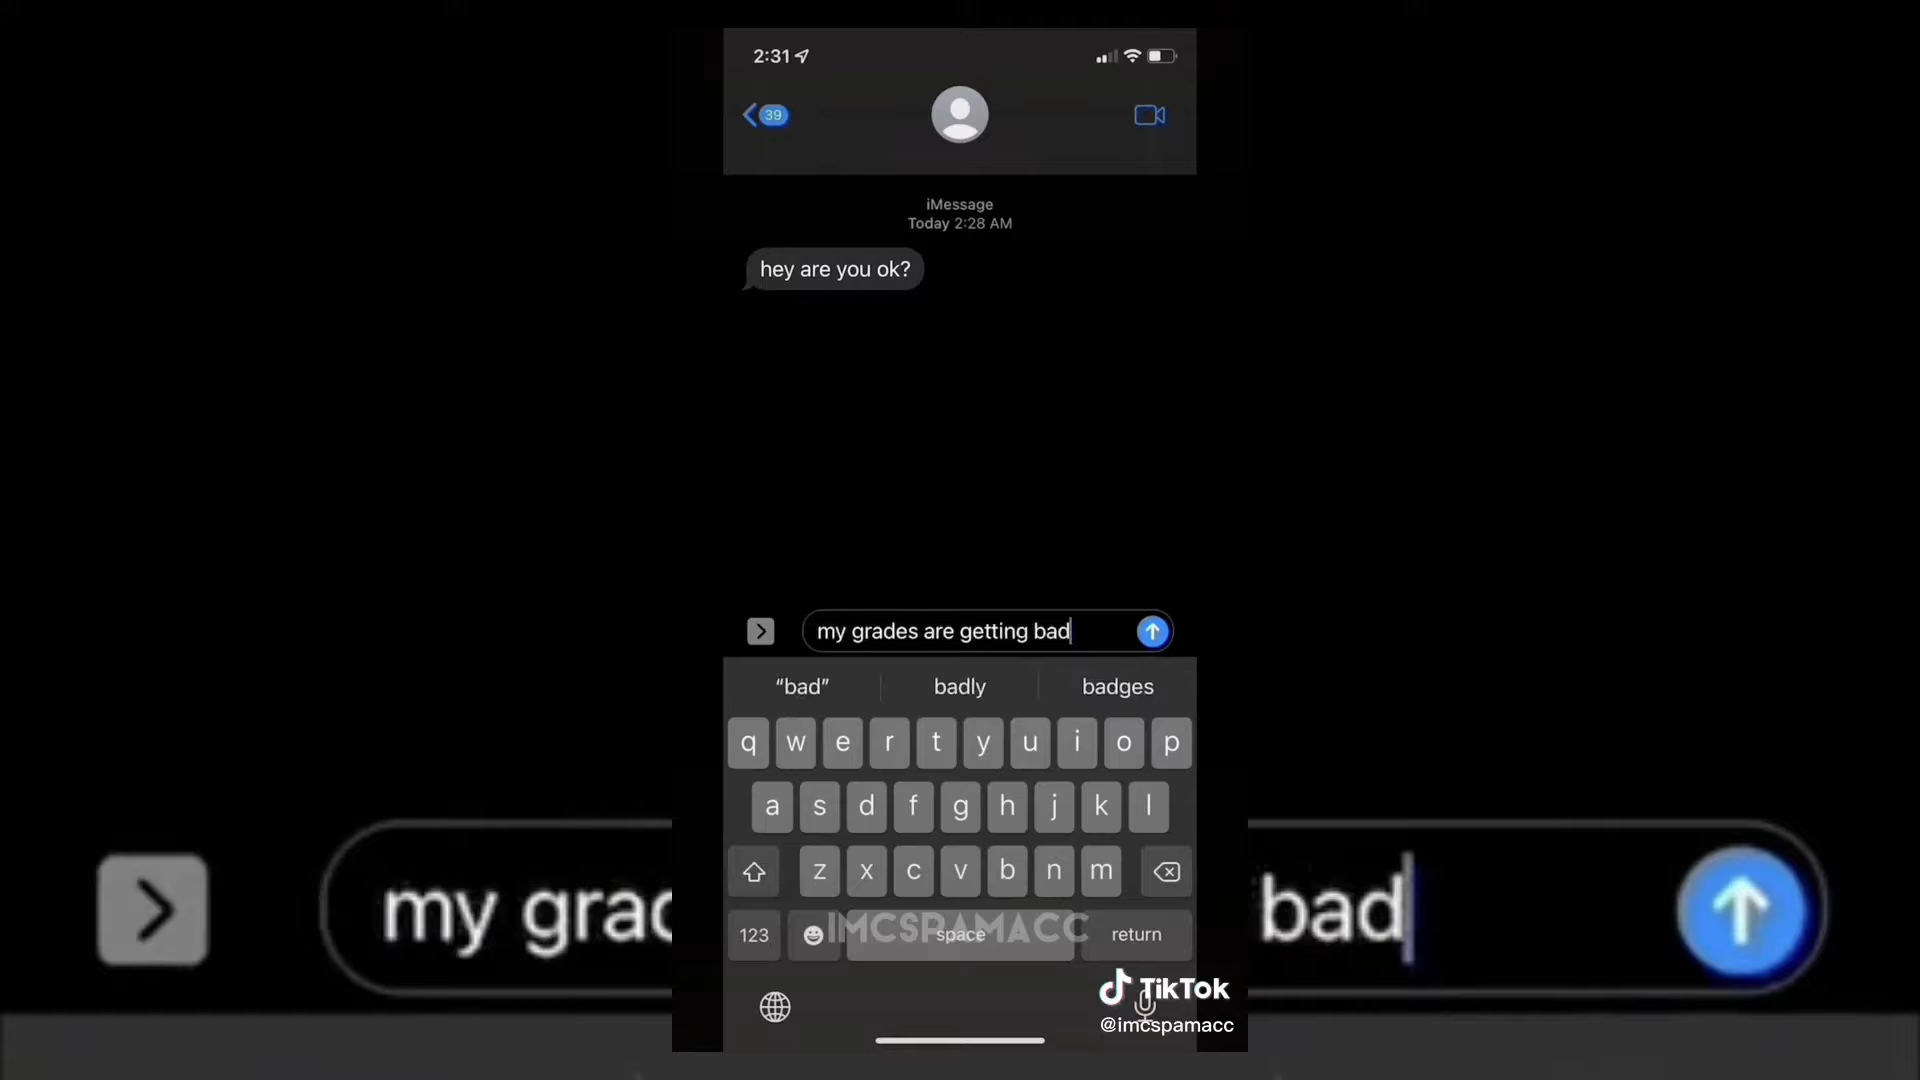 2:31
39
iMessage
Today 2:28 AM
hey are you ok?
my grades are getting bad
“bad” badly badges
q w e r t y u i o p
a s d f g h j k l
z x c v b n m
123 space return
IMCSPAMACC
my grad bad
TikTok
@imcspamacc